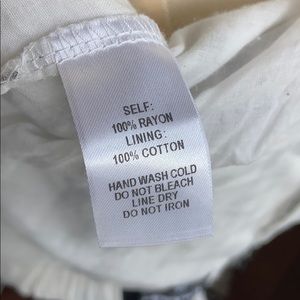 SELF:
100% RAYON
LINING:
100% COTTON
HAND WASH COLD
DO NOT BLEACH
LINE DRY
DO NOT IRON